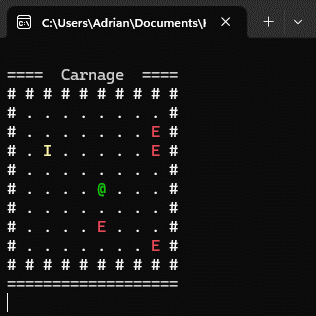 C:\Users\Adrian\Documents\
====  Carnage  ====
# # # # # # # # # #
# . . . . . . . . #
# . . . . . . . E #
# . I . . . . . E #
# . . . . . . . . #
# . . . . @ . . . #
# . . . . . . . . #
# . . . . E . . . #
# . . . . . . . E #
# # # # # # # # # #
===================